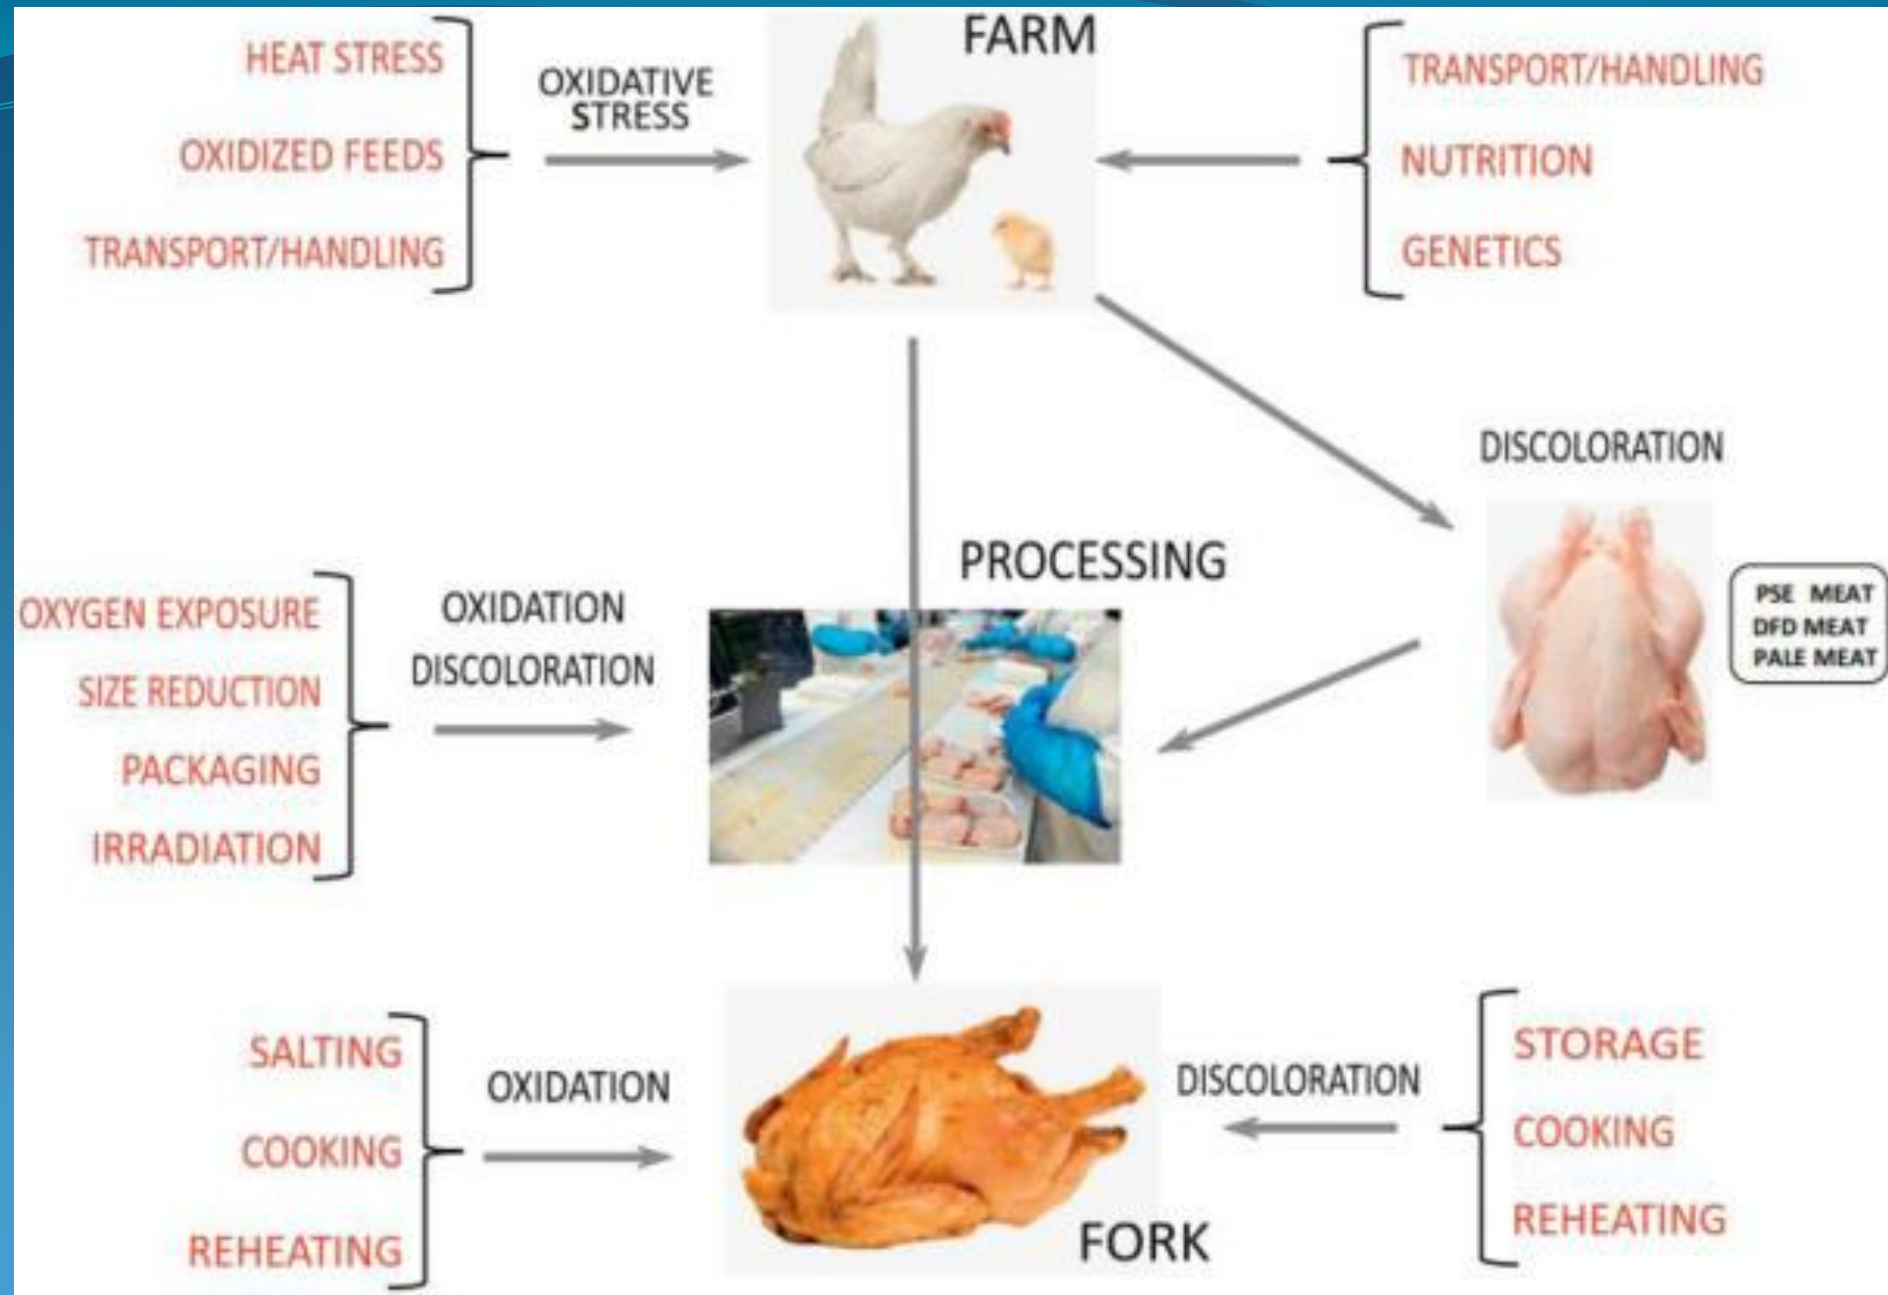 FARM
HEAT STRESS
OXIDIZED FEEDS
TRANSPORT/HANDLING
OXIDATIVE
STRESS
TRANSPORT/HANDLING
NUTRITION
GENETICS
DISCOLORATION
PSE MEAT
DFD MEAT
PALE MEAT
PROCESSING
OXYGEN EXPOSURE
SIZE REDUCTION
PACKAGING
IRRADIATION
OXIDATION
DISCOLORATION
SALTING
COOKING
REHEATING
OXIDATION
FORK
DISCOLORATION
STORAGE
COOKING
REHEATING